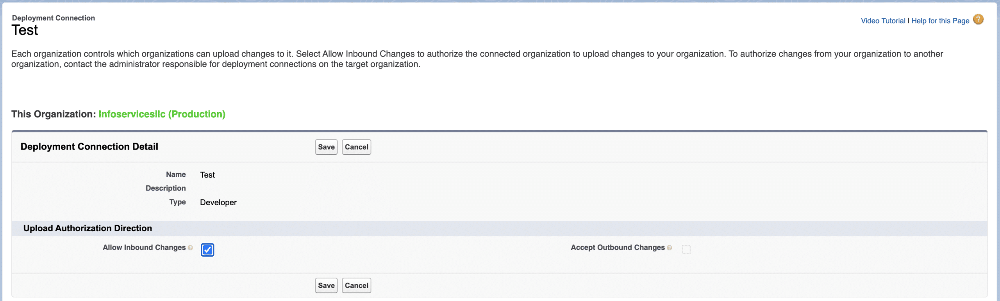 Deployment Connection
Test
Video Tutorial | Help for this Page ?
Each organization controls which organizations can upload changes to it. Select Allow Inbound Changes to authorize the connected organization to upload changes to your organization. To authorize changes from your organization to another
organization, contact the administrator responsible for deployment connections on the target organization.
This Organization: Infoservicesllc (Production)
Deployment Connection Detail
Save Cancel
Name Test
Description
Type Developer
Upload Authorization Direction
Allow Inbound Changes ?
Accept Outbound Changes ?
Save Cancel